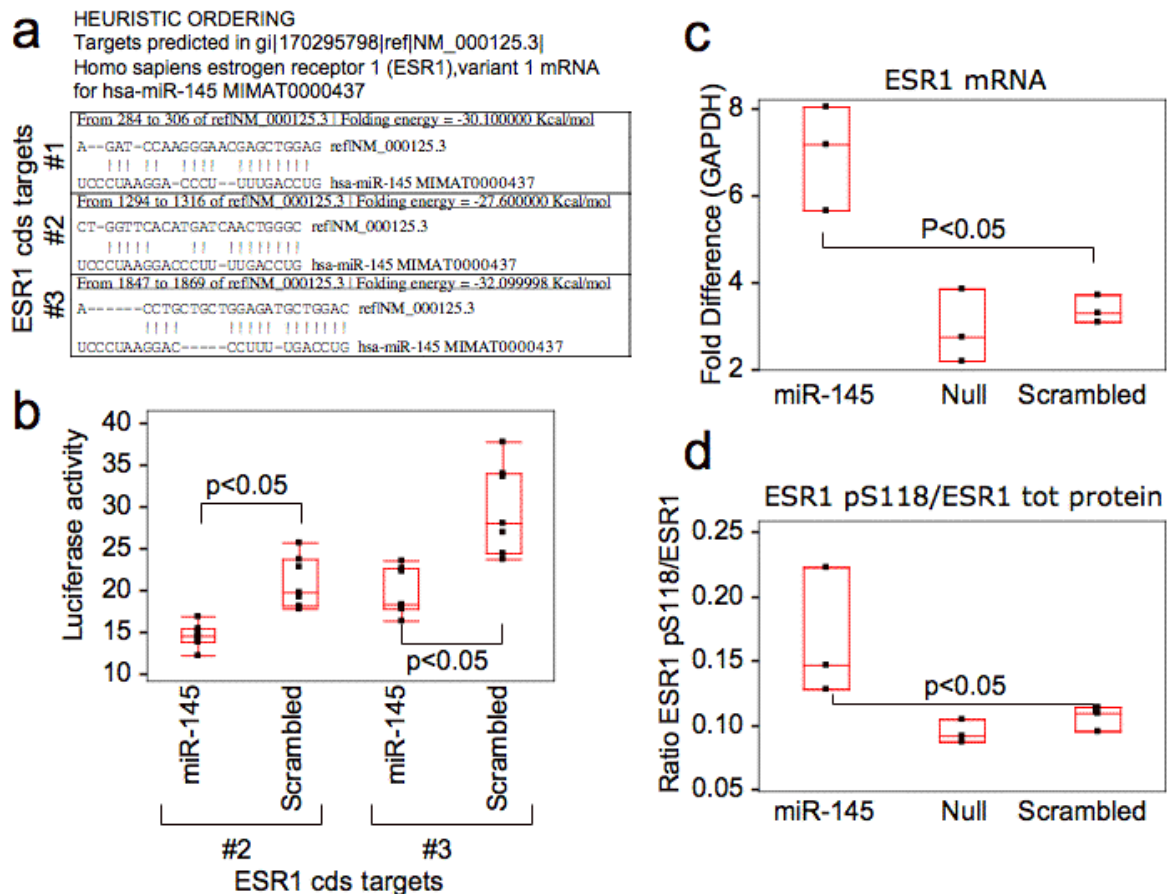 a
HEURISTIC ORDERING
Targets predicted in gi|170295798|ref|NM_000125.3|
Homo sapiens estrogen receptor 1 (ESR1),variant 1 mRNA
for hsa-miR-145 MIMAT0000437
ESR1 cds targets
#1
From 284 to 306 of ref|NM_000125.3 | Folding energy = -30.100000 Kcal/mol
A--GAT-CCAAGGGAACGAGCTGGAG ref|NM_000125.3
UCCCUAAGGA-CCCU--UUUGACCUG hsa-miR-145 MIMAT0000437
#2
From 1294 to 1316 of ref|NM_000125.3 | Folding energy = -27.600000 Kcal/mol
CT-GGTTCACATGATCAACTGGGC ref|NM_000125.3
UCCCUAAGGACCCUU-UUGACCUG hsa-miR-145 MIMAT0000437
#3
From 1847 to 1869 of ref|NM_000125.3 | Folding energy = -32.099998 Kcal/mol
A------CCTGCTGCTGGAGATGCTGGAC ref|NM_000125.3
UCCCUAAGGAC-----CCUUU-UGACCUG hsa-miR-145 MIMAT0000437
b
Luciferase activity
40
35
30
25
20
15
10
p<0.05
p<0.05
miR-145
Scrambled
miR-145
Scrambled
#2
#3
ESR1 cds targets
c
ESR1 mRNA
Fold Difference (GAPDH)
8
6
4
2
P<0.05
miR-145 Null Scrambled
d
ESR1 pS118/ESR1 tot protein
Ratio ESR1 pS118/ESR1
0.25
0.20
0.15
0.10
0.05
p<0.05
miR-145 Null Scrambled